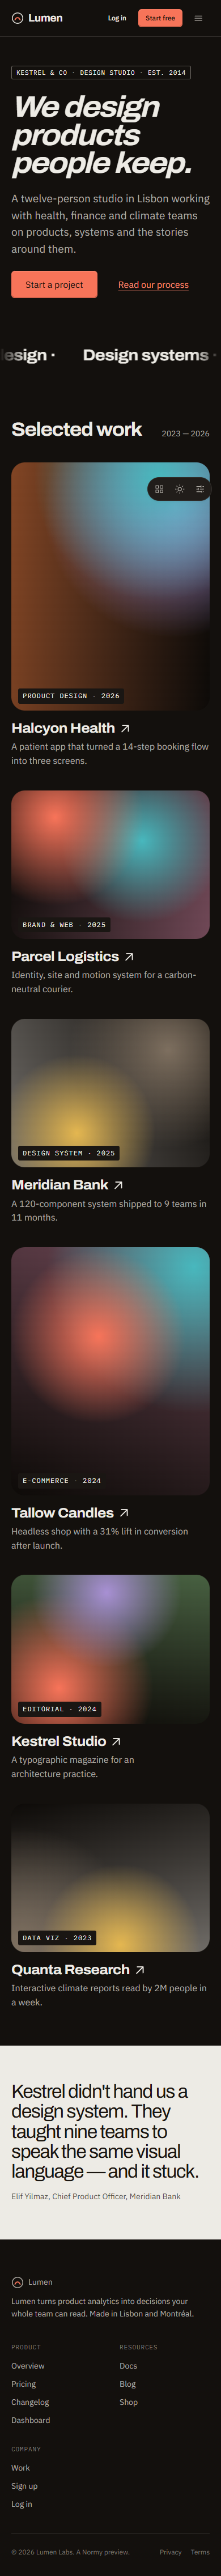 Lumen
Log in
Start free
KESTREL & CO · DESIGN STUDIO · EST. 2014
We design
products
people keep.
A twelve-person studio in Lisbon working
with health, finance and climate teams
on products, systems and the stories
around them.
Start a project
Read our process
design · Design systems ·
Selected work
2023 — 2026
PRODUCT DESIGN · 2026
Halcyon Health
A patient app that turned a 14-step booking flow
into three screens.
BRAND & WEB · 2025
Parcel Logistics
Identity, site and motion system for a carbon-
neutral courier.
DESIGN SYSTEM · 2025
Meridian Bank
A 120-component system shipped to 9 teams in
11 months.
E-COMMERCE · 2024
Tallow Candles
Headless shop with a 31% lift in conversion
after launch.
EDITORIAL · 2024
Kestrel Studio
A typographic magazine for an
architecture practice.
DATA VIZ · 2023
Quanta Research
Interactive climate reports read by 2M people in
a week.
Kestrel didn't hand us a
design system. They
taught nine teams to
speak the same visual
language — and it stuck.
Elif Yilmaz, Chief Product Officer, Meridian Bank
Lumen
Lumen turns product analytics into decisions your
whole team can read. Made in Lisbon and Montréal.
PRODUCT
Overview
Pricing
Changelog
Dashboard
RESOURCES
Docs
Blog
Shop
COMPANY
Work
Sign up
Log in
© 2026 Lumen Labs. A Normy preview.
Privacy
Terms